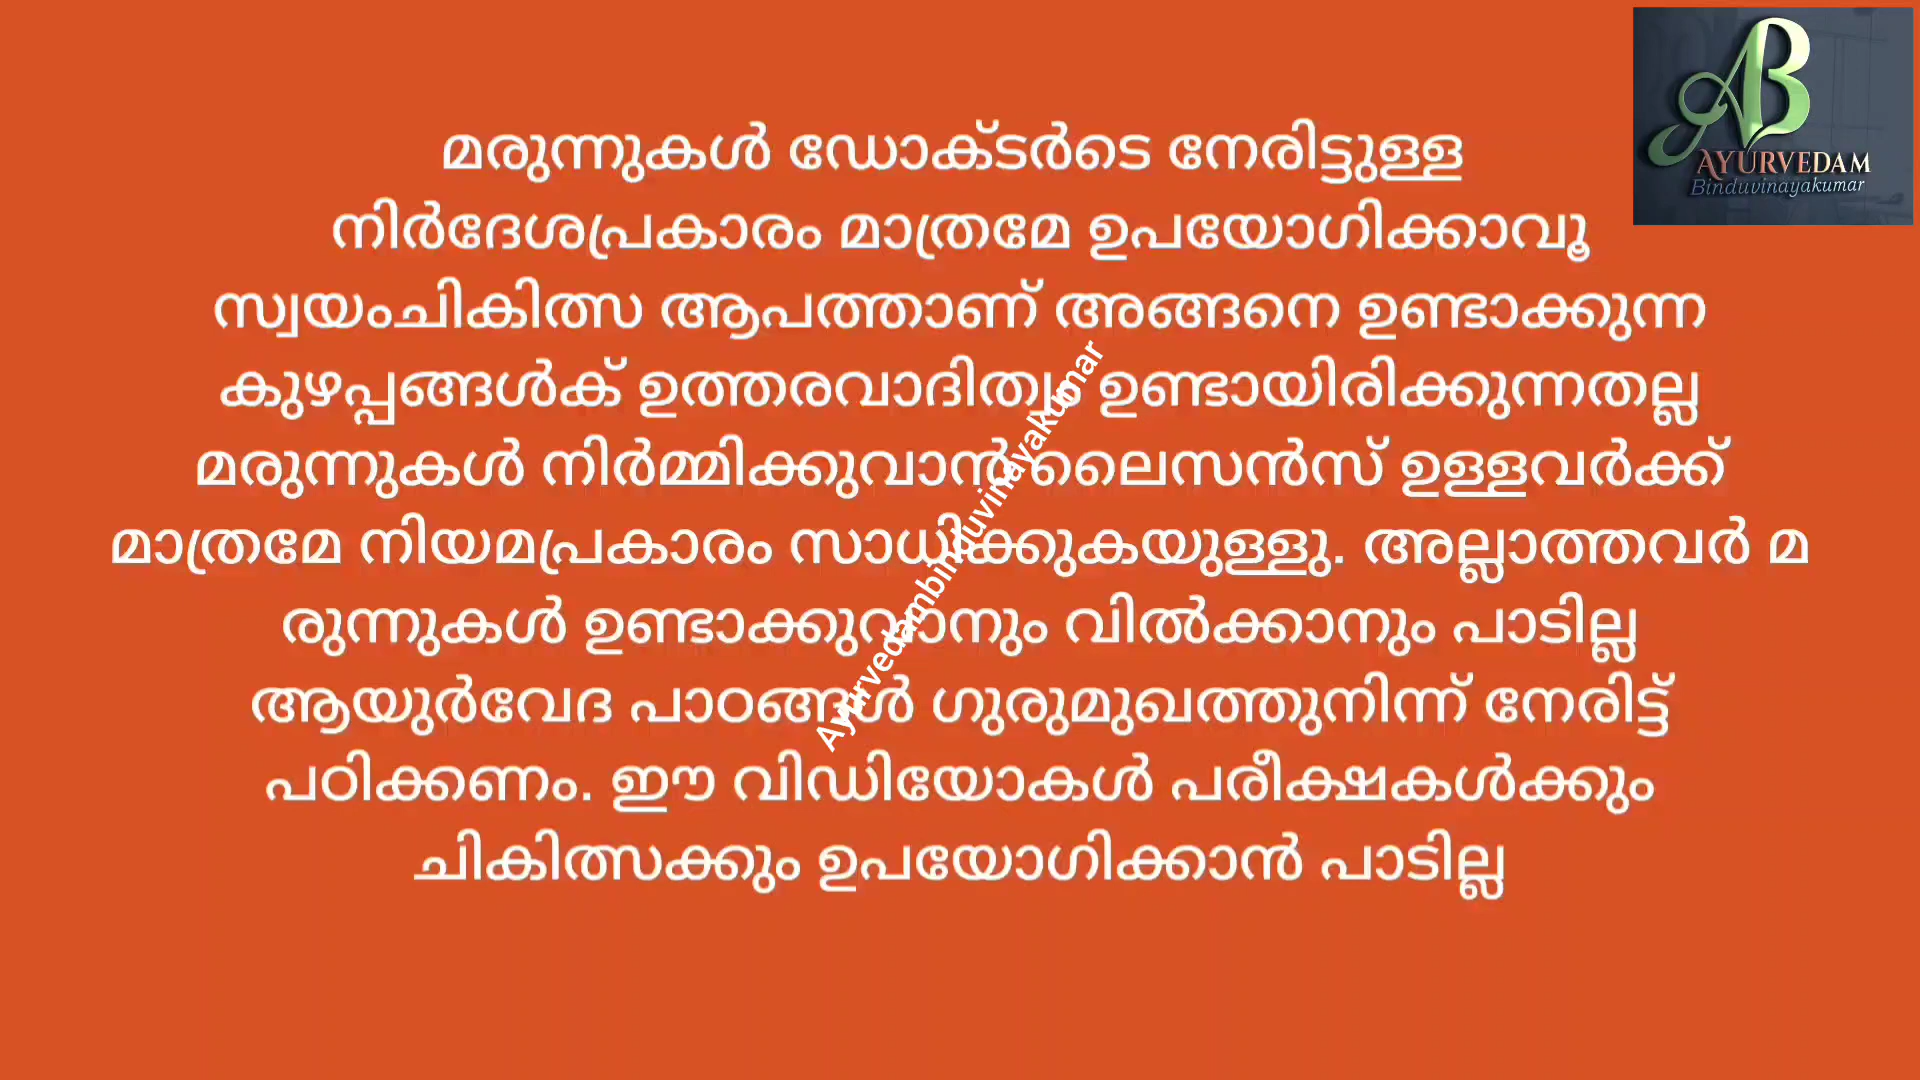 AB
AYURVEDAM
Binduvinayakumar
മരുന്നുകൾ ഡോക്ടർടെ നേരിട്ടുള്ള
നിർദേശപ്രകാരം മാത്രമേ ഉപയോഗിക്കാവൂ
സ്വയംചികിത്സ ആപത്താണ് അങ്ങനെ ഉണ്ടാക്കുന്ന
കുഴപ്പങ്ങൾക് ഉത്തരവാദിത്വം ഉണ്ടായിരിക്കുന്നതല്ല
മരുന്നുകൾ നിർമ്മിക്കുവാൻ ലൈസൻസ് ഉള്ളവർക്ക്
മാത്രമേ നിയമപ്രകാരം സാധിക്കുകയുള്ളു. അല്ലാത്തവർ മ
രുന്നുകൾ ഉണ്ടാക്കുവാനും വിൽക്കാനും പാടില്ല
ആയുർവേദ പാഠങ്ങൾ ഗുരുമുഖത്തുനിന്ന് നേരിട്ട്
പഠിക്കണം. ഈ വിഡിയോകൾ പരീക്ഷകൾക്കും
ചികിത്സക്കും ഉപയോഗിക്കാൻ പാടില്ല
Ayurvedambinduvinayakumar